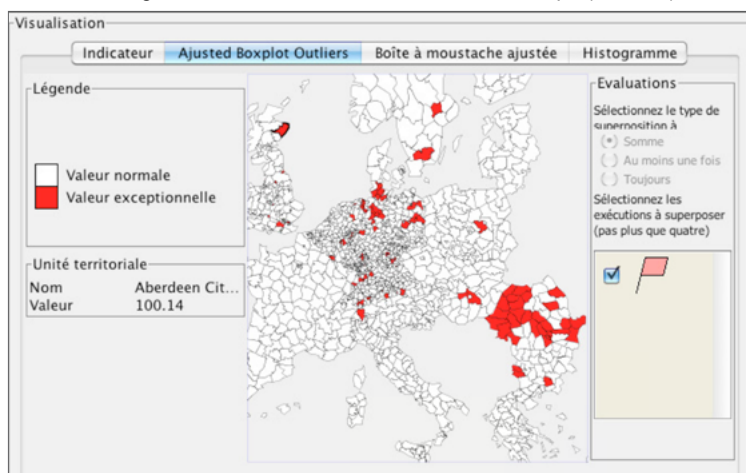 Visualisation
Indicateur
Ajusted Boxplot Outliers
Boîte à moustache ajustée
Histogramme
Légende
Valeur normale
Valeur exceptionnelle
Unité territoriale
Nom Aberdeen Cit...
Valeur 100.14
Evaluations
Sélectionnez le type de
superposition à
Somme
Au moins une fois
Toujours
Sélectionnez les
exécutions à superposer
(pas plus que quatre)